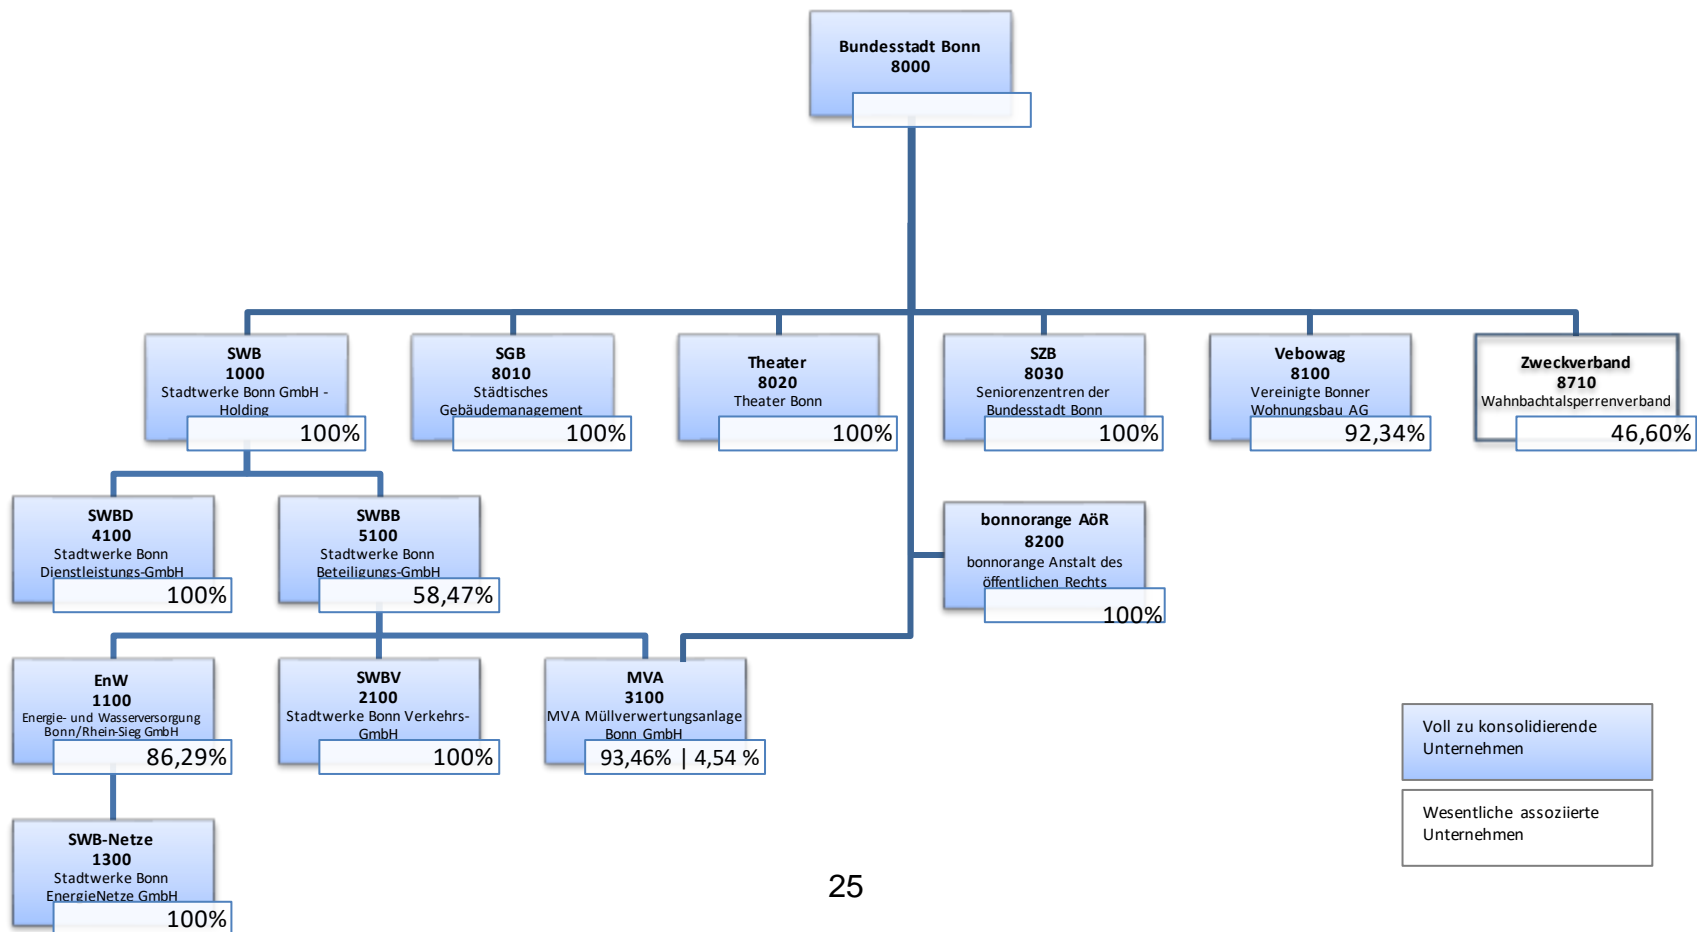 Bundesstadt Bonn
8000
SWB
1000
Stadtwerke Bonn GmbH -
Holding
100%
SGB
8010
Städtisches
Gebäudemanagement
100%
Theater
8020
Theater Bonn
100%
SZB
8030
Seniorenzentren der
Bundesstadt Bonn
100%
Vebowag
8100
Vereinigte Bonner
Wohnungsbau AG
92,34%
Zweckverband
8710
Wahnbachtalsperrenverband
46,60%
SWBD
4100
Stadtwerke Bonn
Dienstleistungs-GmbH
100%
SWBB
5100
Stadtwerke Bonn
Beteiligungs-GmbH
58,47%
bonnorange AöR
8200
bonnorange Anstalt des
öffentlichen Rechts
100%
EnW
1100
Energie- und Wasserversorgung
Bonn/Rhein-Sieg GmbH
86,29%
SWBV
2100
Stadtwerke Bonn Verkehrs-
GmbH
100%
MVA
3100
MVA Müllverwertungsanlage
Bonn GmbH
93,46% | 4,54 %
SWB-Netze
1300
Stadtwerke Bonn
EnergieNetze GmbH
100%
Voll zu konsolidierende
Unternehmen
Wesentliche assoziierte
Unternehmen
25